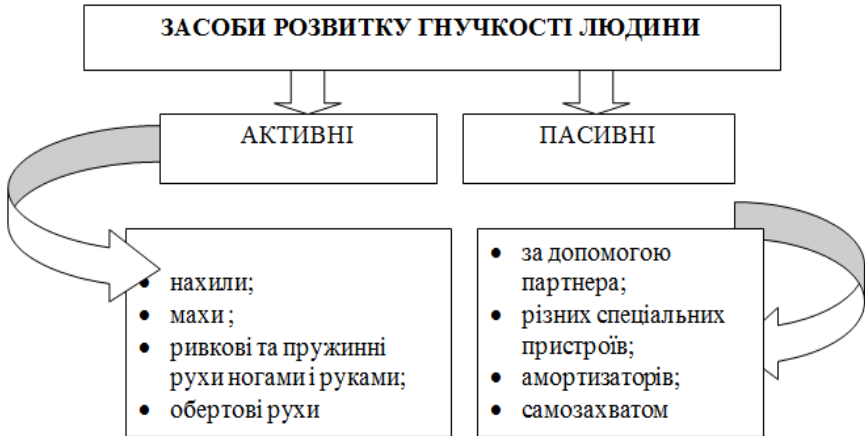 ЗАСОБИ РОЗВИТКУ ГНУЧКОСТІ ЛЮДИНИ
АКТИВНІ
ПАСИВНІ
• нахили;
• махи ;
• ривкові та пружинні
рухи ногами і руками;
• обертові рухи
• за допомогою
партнера;
• різних спеціальних
пристроїв;
• амортизаторів;
• самозахватом